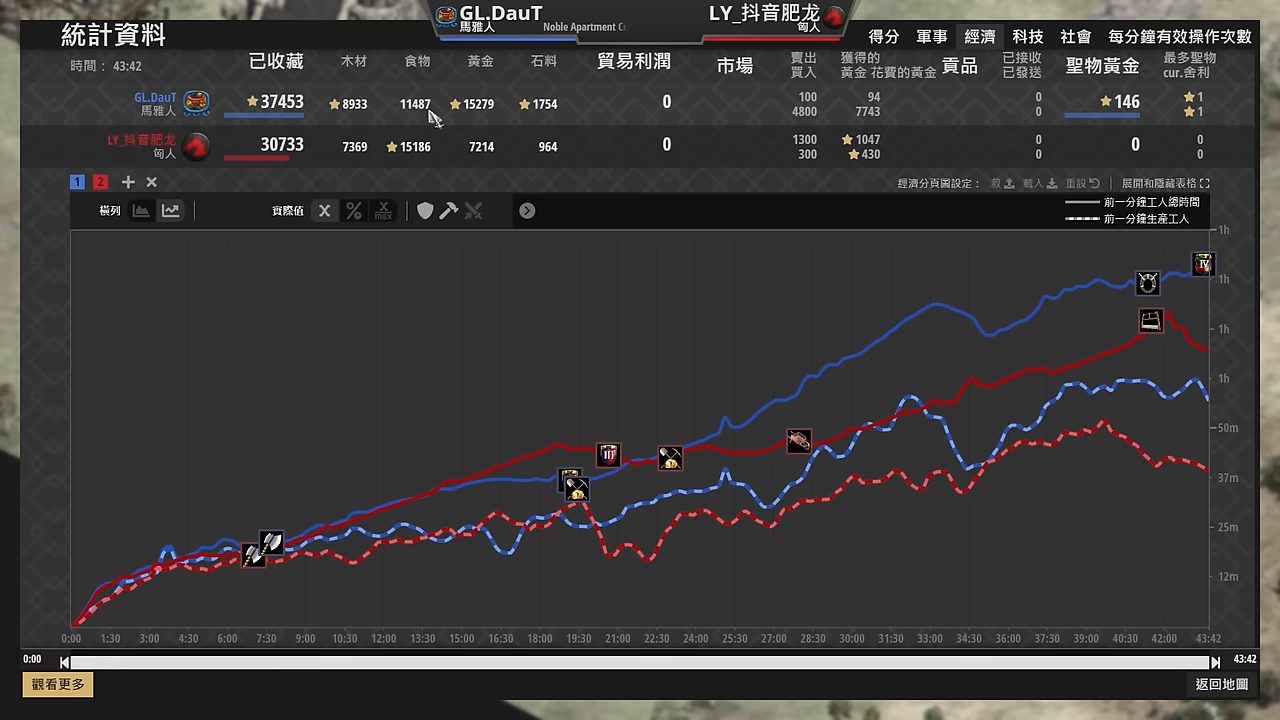 GL.DauT
馬雅人
Noble Apartment C
LY_抖音肥龙
匈人
統計資料
得分 軍事 經濟 科技 社會 每分鐘有效操作次數
時間： 43:42
已收藏 木材 食物 黃金 石料 貿易利潤 市場 賣出 買入 獲得的黃金 花費的黃金 貢品 已接收 已發送 聖物黃金 最多聖物 cur.舍利
GL.DauT
馬雅人
37453 8933 11487 15279 1754 0 100 4800 94 7743 0 0 146 1 1
LY_抖音肥龙
匈人
30733 7369 15186 7214 964 0 1300 300 1047 430 0 0 0 0 0
1 2
經濟分頁圖設定： 救 載入 重設 | 展開和隱藏表格
橫列
實際值 X % X max
前一分鐘工人總時間
前一分鐘生產工人
1h
1h
1h
1h
50m
37m
25m
12m
IV
III
0:00 1:30 3:00 4:30 6:00 7:30 9:00 10:30 12:00 13:30 15:00 16:30 18:00 19:30 21:00 22:30 24:00 25:30 27:00 28:30 30:00 31:30 33:00 34:30 36:00 37:30 39:00 40:30 42:00 43:42
0:00
43:42
觀看更多
返回地圖